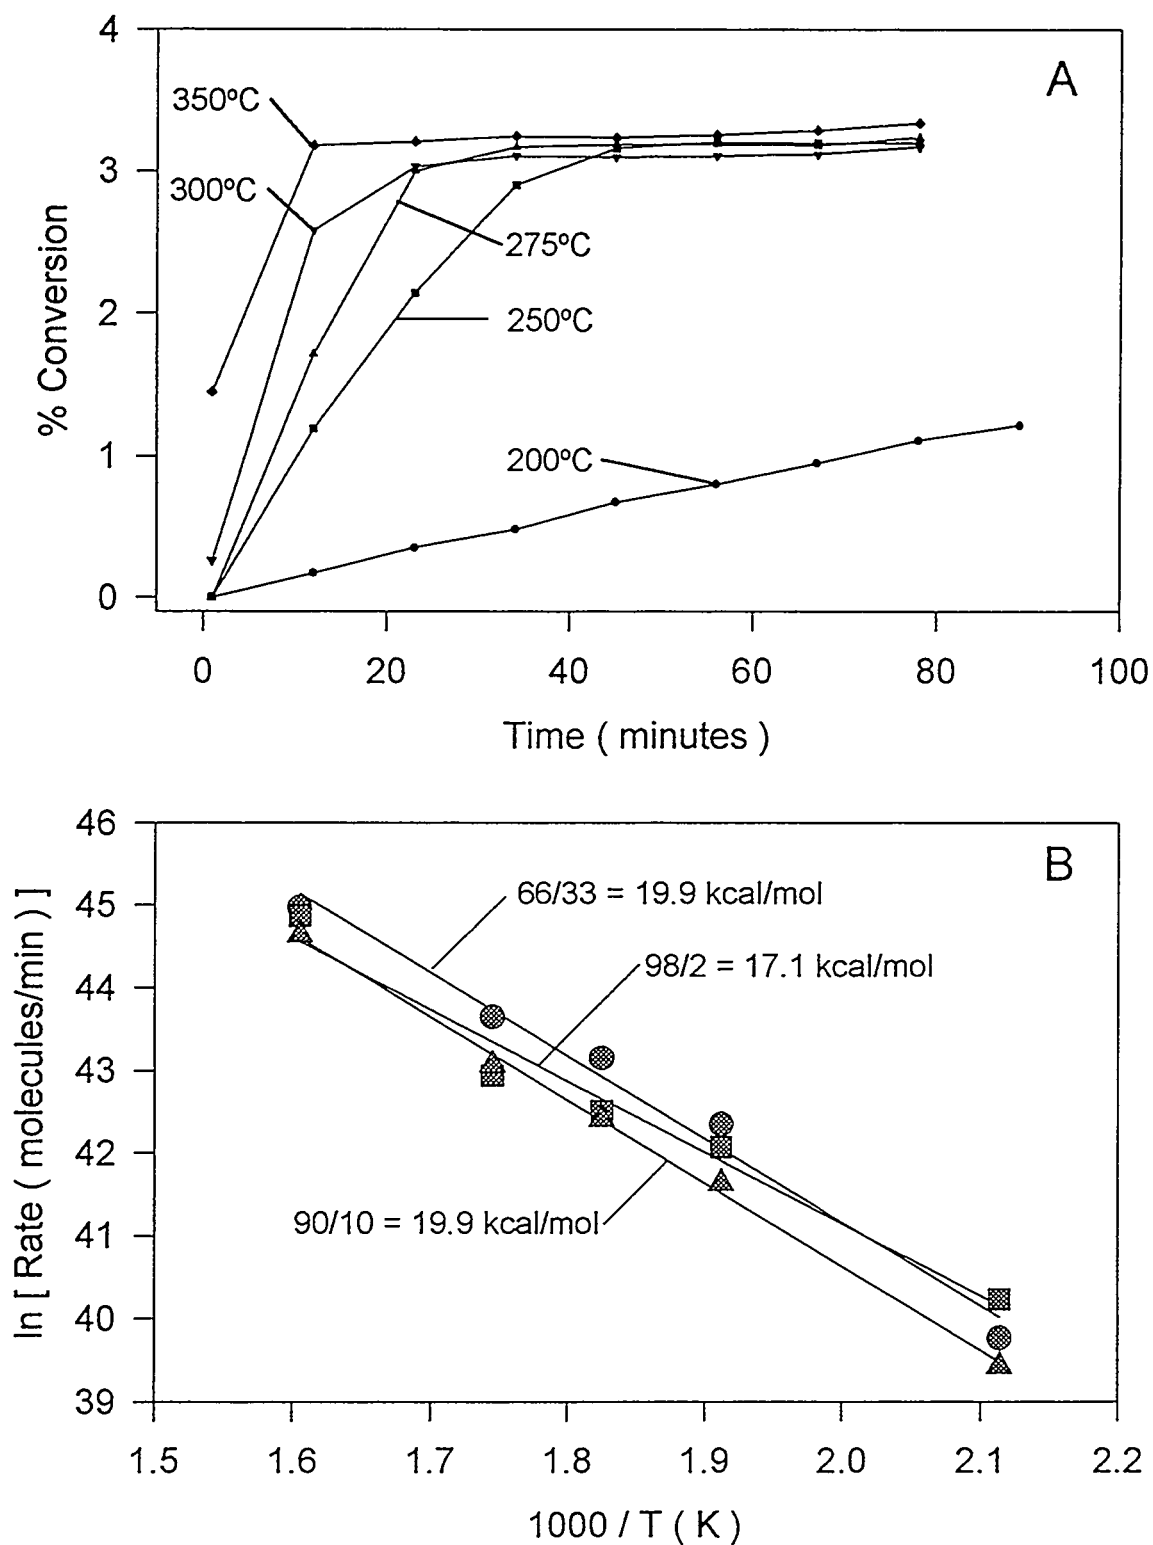 4
A
350ºC
3
300ºC
275ºC
% Conversion
2
250ºC
1
200ºC
0
0 20 40 60 80 100
Time ( minutes )
46
B
66/33 = 19.9 kcal/mol
45
98/2 = 17.1 kcal/mol
44
ln [ Rate ( molecules/min ) ]
43
42
90/10 = 19.9 kcal/mol
41
40
39
1.5 1.6 1.7 1.8 1.9 2.0 2.1 2.2
1000 / T ( K )